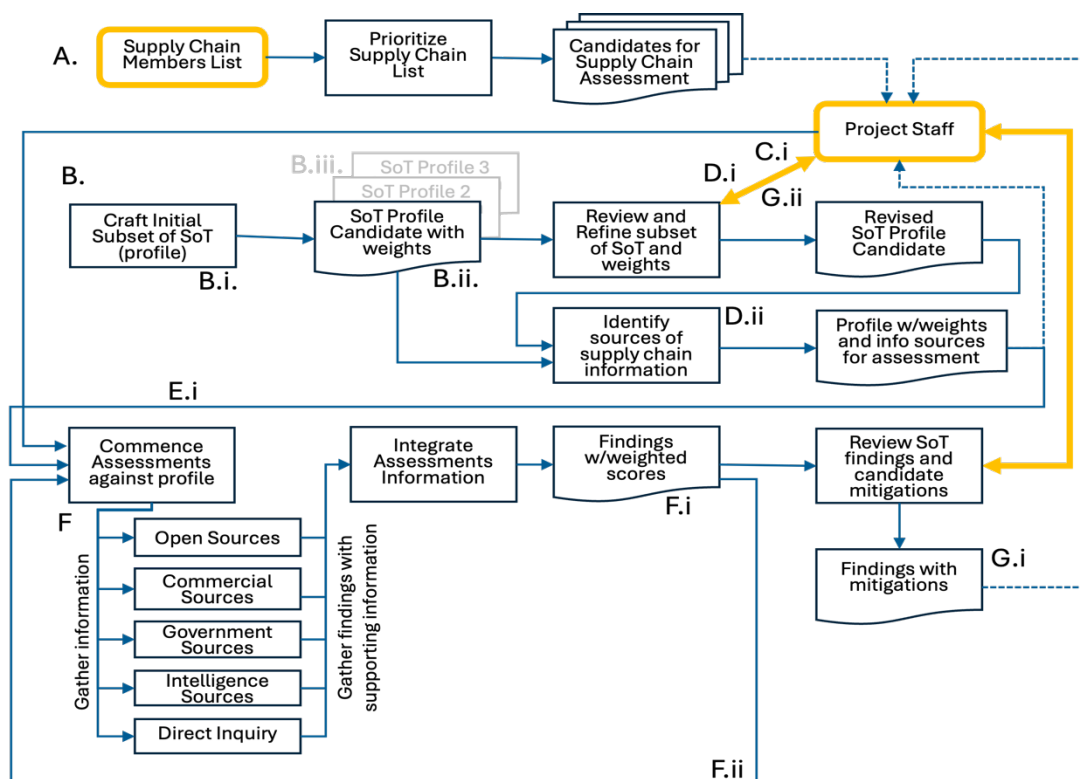 A.
Supply Chain
Members List
Prioritize
Supply Chain
List
Candidates for
Supply Chain
Assessment
Project Staff
C.i
D.i
G.ii
B.
B.iii.
SoT Profile 3
SoT Profile 2
Craft Initial
Subset of SoT
(profile)
B.i.
SoT Profile
Candidate with
weights
B.ii.
Review and
Refine subset
of SoT and
weights
Revised
SoT Profile
Candidate
Identify
sources of
supply chain
information
D.ii
Profile w/weights
and info sources
for assessment
E.i
Commence
Assessments
against profile
Integrate
Assessments
Information
Findings
w/weighted
scores
F.i
Review SoT
findings and
candidate
mitigations
F
Gather information
Open Sources
Commercial
Sources
Government
Sources
Intelligence
Sources
Direct Inquiry
Gather findings with
supporting information
Findings with
mitigations
G.i
F.ii